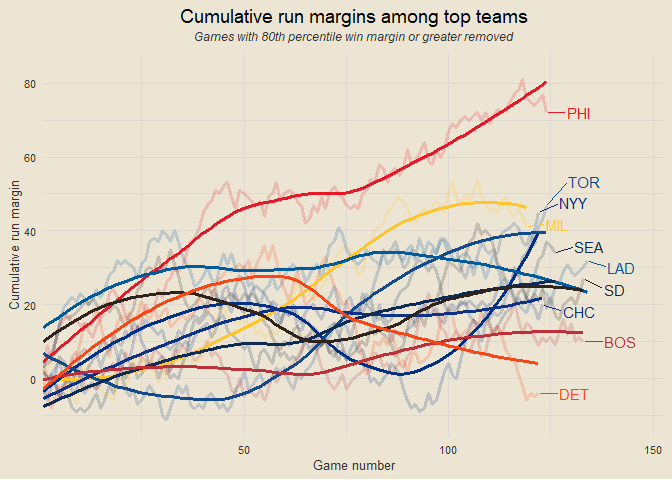 Cumulative run margins among top teams
Games with 80th percentile win margin or greater removed
Cumulative run margin
80
60
40
20
0
PHI
TOR
NYY
MIL
SEA
LAD
SD
CHC
BOS
DET
50
100
150
Game number